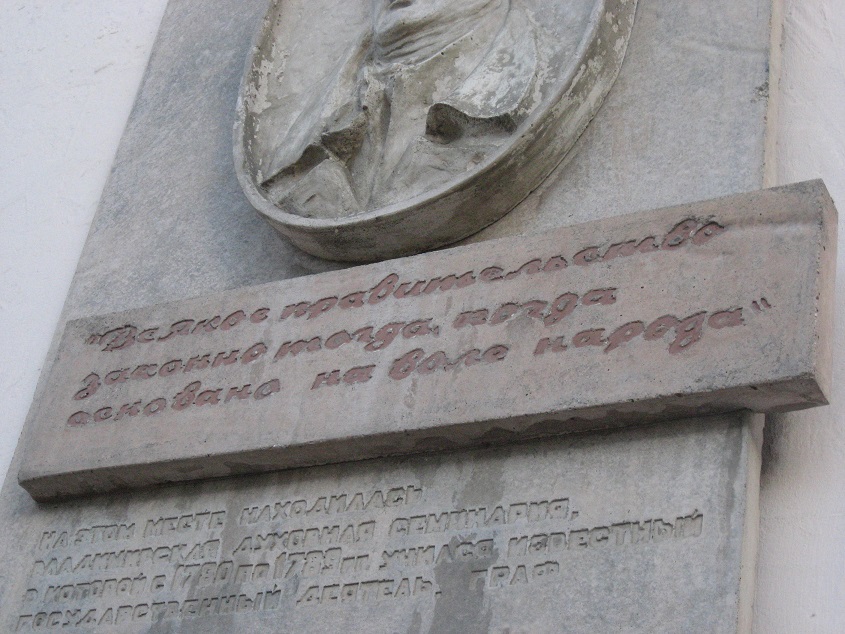 "Всякое правительство
законно тогда, когда
основано на воле народа"
НА ЭТОМ МЕСТЕ НАХОДИЛАСЬ
ВЛАДИМИРСКАЯ ДУХОВНАЯ СЕМИНАРИЯ,
В КОТОРОЙ С 1780 ПО 1789 ГГ. УЧИЛСЯ ИЗВЕСТНЫЙ
ГОСУДАРСТВЕННЫЙ ДЕЯТЕЛЬ, ГРАФ